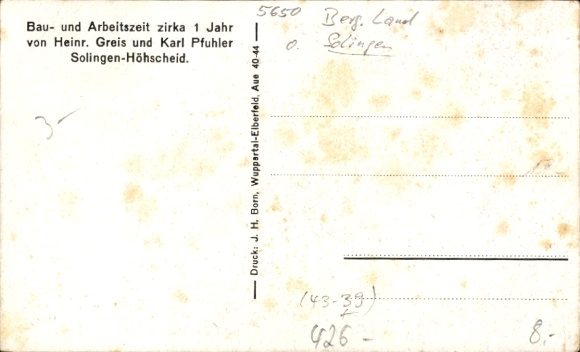 Bau- und Arbeitszeit zirka 1 Jahr
von Heinr. Greis und Karl Pfuhler
Solingen-Höhscheid.
Druck: J. H. Born, Wuppertal-Elberfeld, Aue 40-44
5650 Berg. Land
o. Solingen
3-
(43-39)
426-
8.-